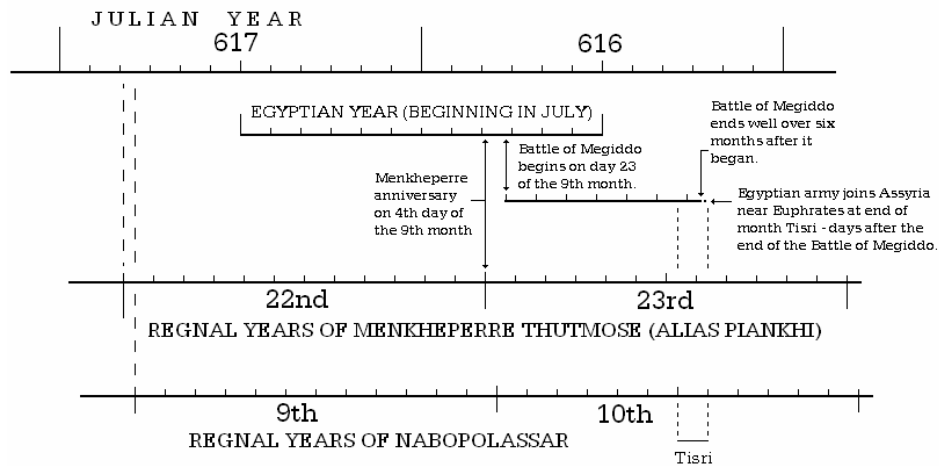 JULIAN YEAR
617
616
EGYPTIAN YEAR (BEGINNING IN JULY)
Battle of Megiddo
ends well over six
months after it
began.
Battle of Megiddo
begins on day 23
of the 9th month.
Menkheperre
anniversary
on 4th day of
the 9th month
Egyptian army joins Assyria
near Euphrates at end of
month Tisri - days after the
end of the Battle of Megiddo.
22nd
23rd
REGNAL YEARS OF MENKHEPERRE THUTMOSE (ALIAS PIANKHI)
9th
10th
REGNAL YEARS OF NABOPOLASSAR
Tisri